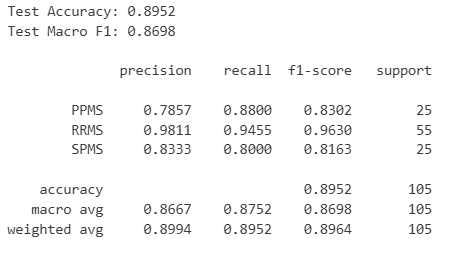 Test Accuracy: 0.8952
Test Macro F1: 0.8698
precision recall f1-score support
PPMS 0.7857 0.8800 0.8302 25
RRMS 0.9811 0.9455 0.9630 55
SPMS 0.8333 0.8000 0.8163 25
accuracy 0.8952 105
macro avg 0.8667 0.8752 0.8698 105
weighted avg 0.8994 0.8952 0.8964 105